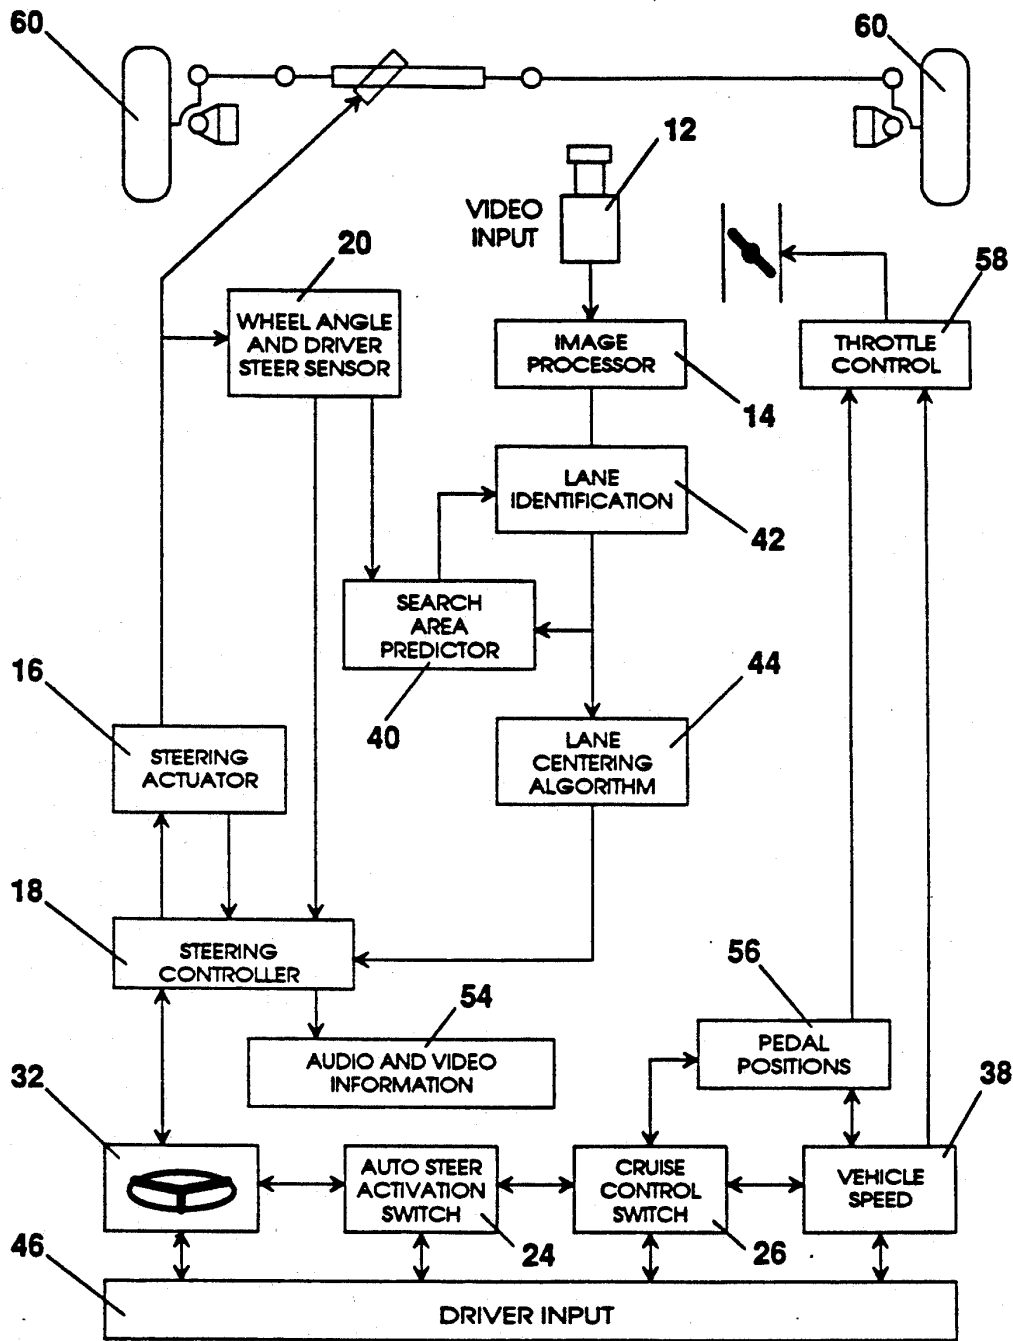 60
60
12
VIDEO
INPUT
20
58
WHEEL ANGLE
AND DRIVER
STEER SENSOR
IMAGE
PROCESSOR
THROTTLE
CONTROL
14
LANE
IDENTIFICATION
42
SEARCH
AREA
PREDICTOR
16
40
44
STEERING
ACTUATOR
LANE
CENTERING
ALGORITHM
18
STEERING
CONTROLLER
56
54
PEDAL
POSITIONS
AUDIO AND VIDEO
INFORMATION
32
38
AUTO STEER
ACTIVATION
SWITCH
CRUISE
CONTROL
SWITCH
VEHICLE
SPEED
46
24
26
DRIVER INPUT